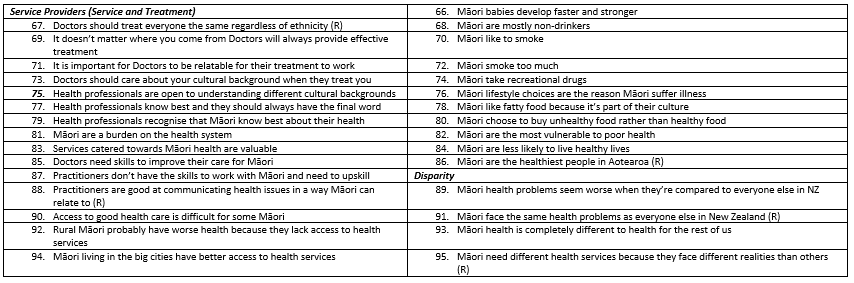 Service Providers (Service and Treatment)
66. Māori babies develop faster and stronger
67. Doctors should treat everyone the same regardless of ethnicity (R)
68. Māori are mostly non-drinkers
69. It doesn't matter where you come from Doctors will always provide effective
treatment
70. Māori like to smoke
71. It is important for Doctors to be relatable for their treatment to work
72. Māori smoke too much
73. Doctors should care about your cultural background when they treat you
74. Māori take recreational drugs
75. Health professionals are open to understanding different cultural backgrounds
76. Māori lifestyle choices are the reason Māori suffer illness
77. Health professionals know best and they should always have the final word
78. Māori like fatty food because it's part of their culture
79. Health professionals recognise that Māori know best about their health
80. Māori choose to buy unhealthy food rather than healthy food
81. Māori are a burden on the health system
82. Māori are the most vulnerable to poor health
83. Services catered towards Māori health are valuable
84. Māori are less likely to live healthy lives
85. Doctors need skills to improve their care for Māori
86. Māori are the healthiest people in Aotearoa (R)
87. Practitioners don't have the skills to work with Māori and need to upskill
Disparity
88. Practitioners are good at communicating health issues in a way Māori can
relate to (R)
89. Māori health problems seem worse when they're compared to everyone else in NZ
90. Access to good health care is difficult for some Māori
91. Māori face the same health problems as everyone else in New Zealand (R)
92. Rural Māori probably have worse health because they lack access to health
services
93. Māori health is completely different to health for the rest of us
94. Māori living in the big cities have better access to health services
95. Māori need different health services because they face different realities than others
(R)